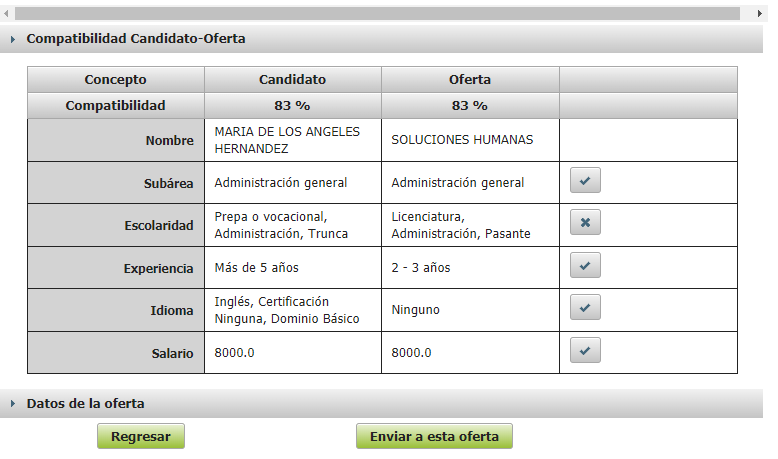 Compatibilidad Candidato-Oferta
Concepto Candidato Oferta
Compatibilidad 83 % 83 %
Nombre MARIA DE LOS ANGELES HERNANDEZ SOLUCIONES HUMANAS
Subárea Administración general Administración general
Escolaridad Prepa o vocacional, Administración, Trunca Licenciatura, Administración, Pasante
Experiencia Más de 5 años 2 - 3 años
Idioma Inglés, Certificación Ninguna, Dominio Básico Ninguno
Salario 8000.0 8000.0
Datos de la oferta
Regresar Enviar a esta oferta